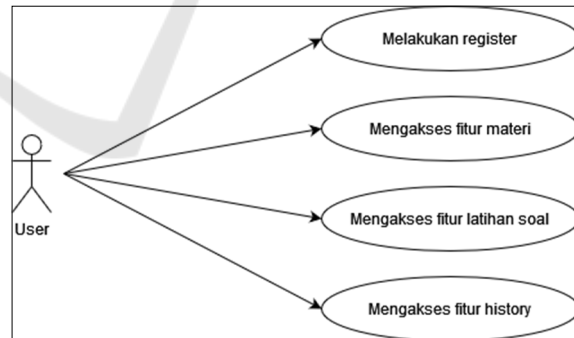 Melakukan register
Mengakses fitur materi
Mengakses fitur latihan soal
User
Mengakses fitur history